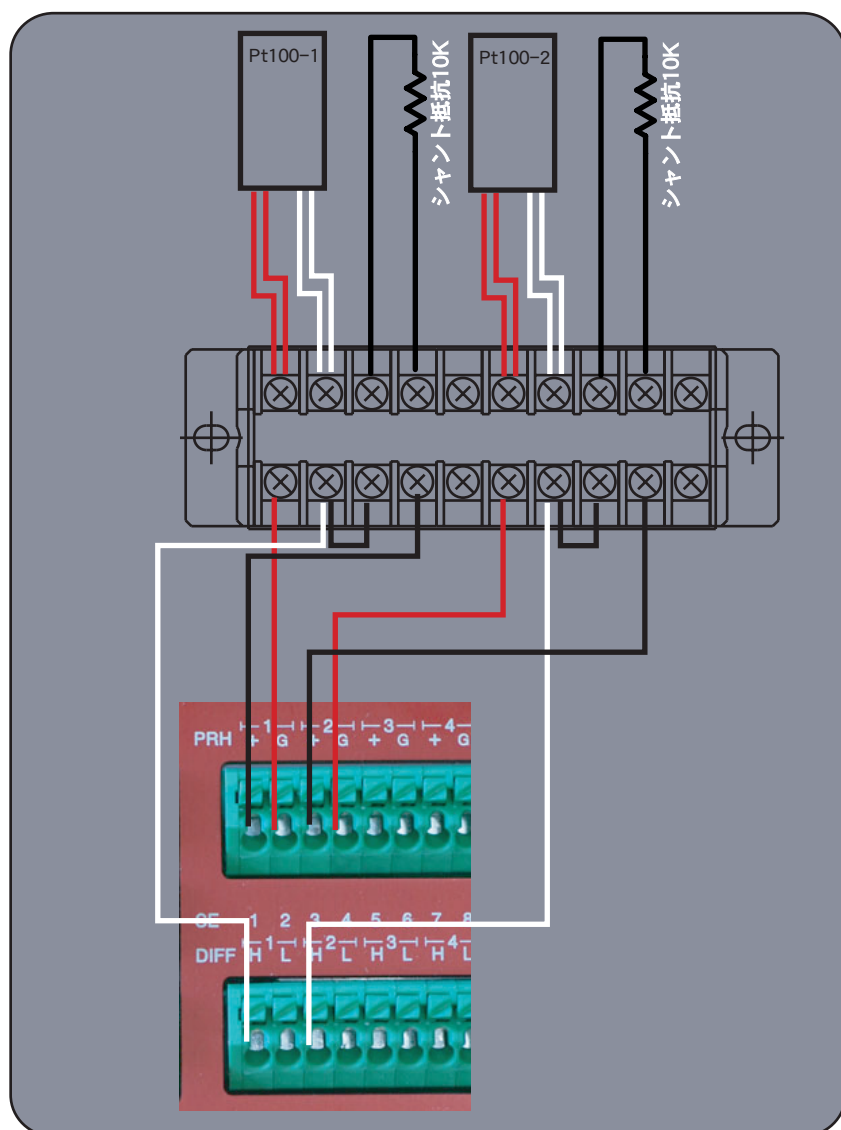 Pt100-1
シャント抵抗10K
Pt100-2
シャント抵抗10K
PRH 1 2 3 4
+ G + G + G + G
1 2 3 4 5 6 7 8
DIFF 1 2 3 4
H L H L H L H L